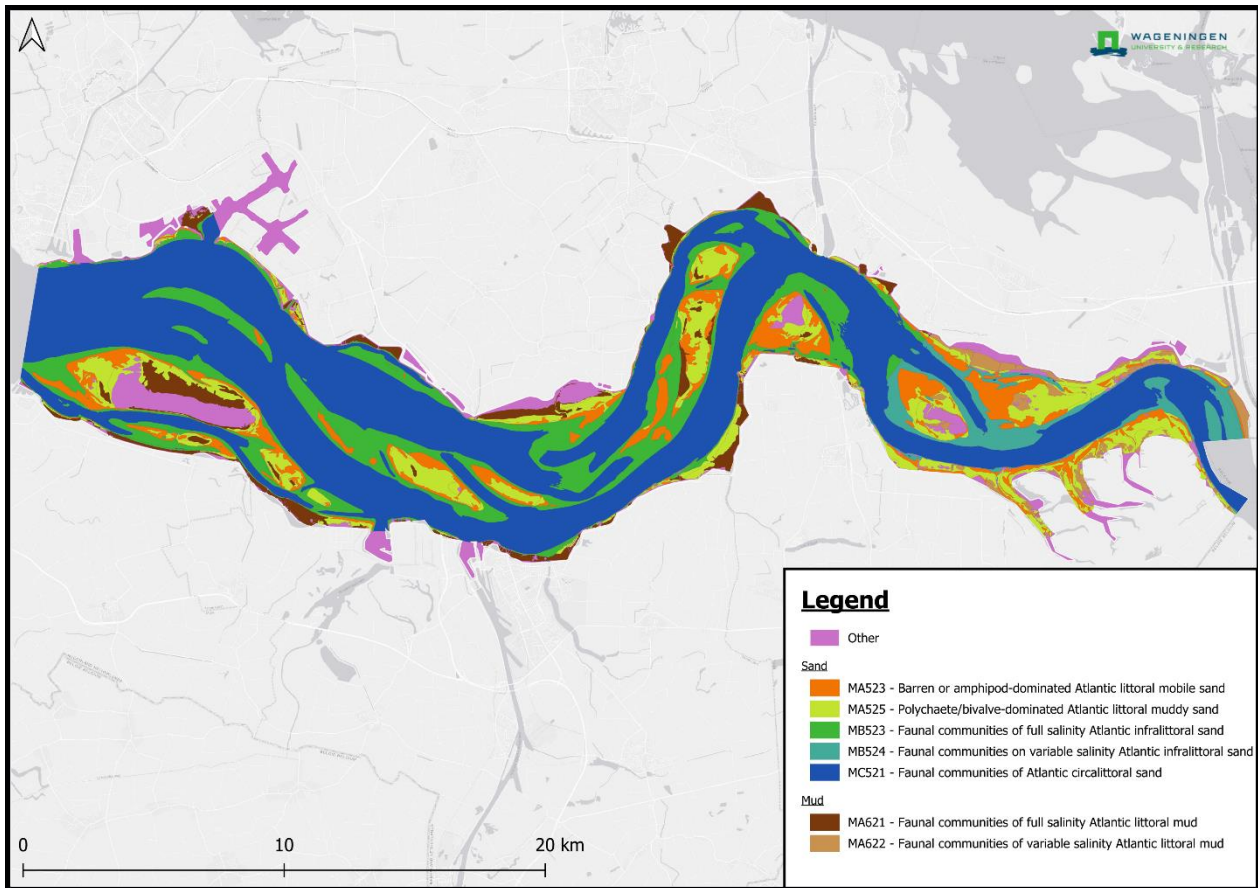 WAGENINGEN
UNIVERSITY & RESEARCH
Legend
Other
Sand
MA523 - Barren or amphipod-dominated Atlantic littoral mobile sand
MA525 - Polychaete/bivalve-dominated Atlantic littoral muddy sand
MB523 - Faunal communities of full salinity Atlantic infralittoral sand
MB524 - Faunal communities on variable salinity Atlantic infralittoral sand
MC521 - Faunal communities of Atlantic circalittoral sand
Mud
MA621 - Faunal communities of full salinity Atlantic littoral mud
MA622 - Faunal communities of variable salinity Atlantic littoral mud
0 10 20 km